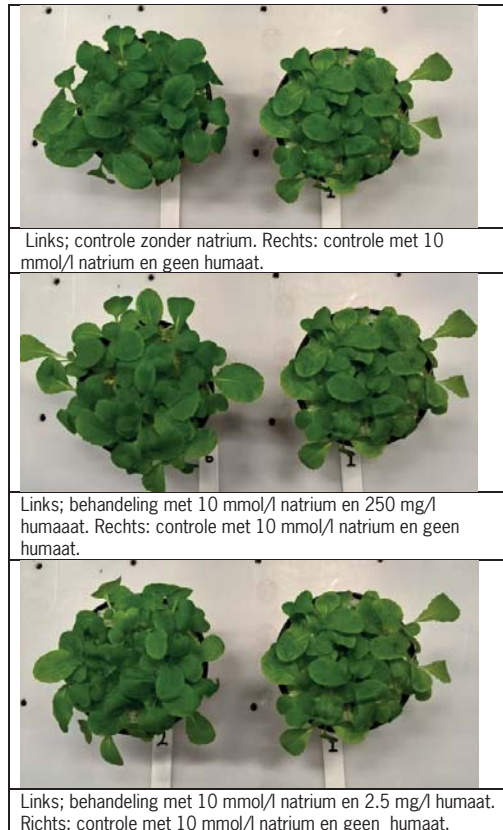 Links; controle zonder natrium. Rechts: controle met 10
mmol/l natrium en geen humaat.
Links; behandeling met 10 mmol/l natrium en 250 mg/l
humaaat. Rechts: controle met 10 mmol/l natrium en geen
humaat.
Links; behandeling met 10 mmol/l natrium en 2.5 mg/l humaat.
Richts: controle met 10 mmol/l natrium en geen humaat.